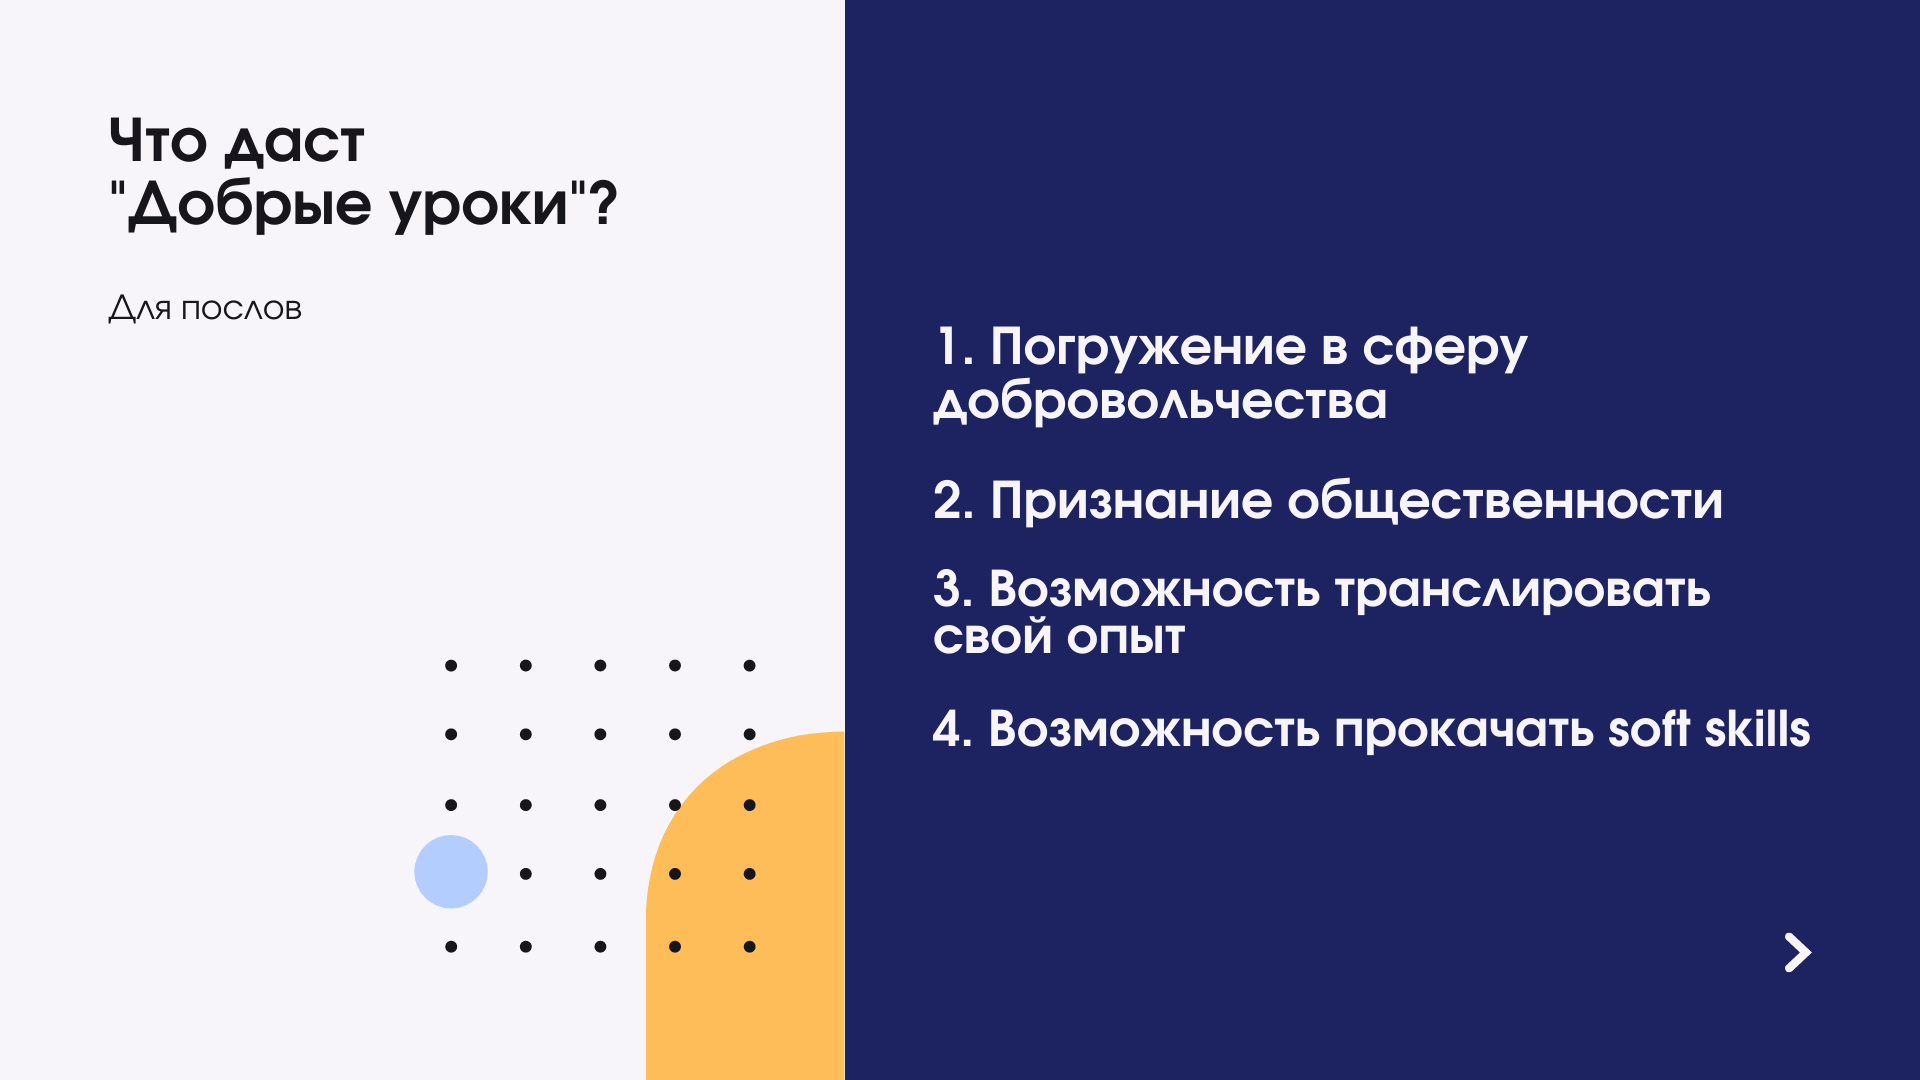 Что даст
"Добрые уроки"?
Для послов
1. Погружение в сферу
добровольчества
2. Признание общественности
3. Возможность транслировать
свой опыт
4. Возможность прокачать soft skills